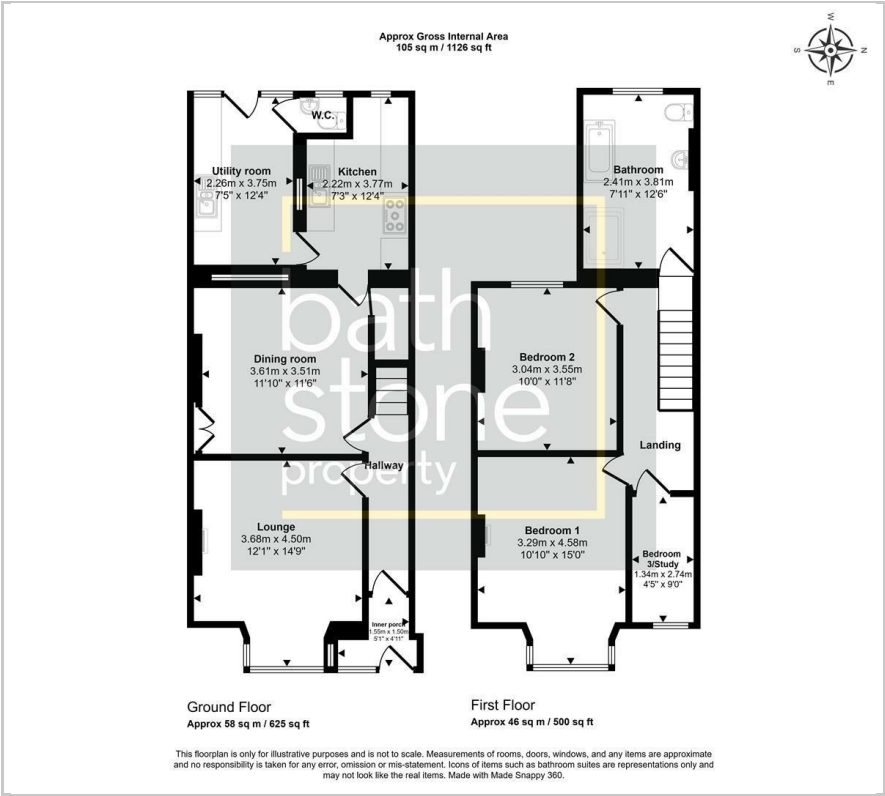 Approx Gross Internal Area
105 sq m / 1126 sq ft
W
S
N
E
W.C.
Utility room
2.26m x 3.75m
7'5" x 12'4"
Kitchen
2.22m x 3.77m
7'3" x 12'4"
Dining room
3.61m x 3.51m
11'10" x 11'6"
Hallway
Lounge
3.68m x 4.50m
12'1" x 14'9"
Inner porch
1.55m x 1.50m
5'1" x 4'11"
Bathroom
2.41m x 3.81m
7'11" x 12'6"
Bedroom 2
3.04m x 3.55m
10'0" x 11'8"
Landing
Bedroom 1
3.29m x 4.58m
10'10" x 15'0"
Bedroom
3/Study
1.34m x 2.74m
4'5" x 9'0"
bath
stone
property
Ground Floor
Approx 58 sq m / 625 sq ft
First Floor
Approx 46 sq m / 500 sq ft
This floorplan is only for illustrative purposes and is not to scale. Measurements of rooms, doors, windows, and any items are approximate
and no responsibility is taken for any error, omission or mis-statement. Icons of items such as bathroom suites are representations only and
may not look like the real items. Made with Made Snappy 360.